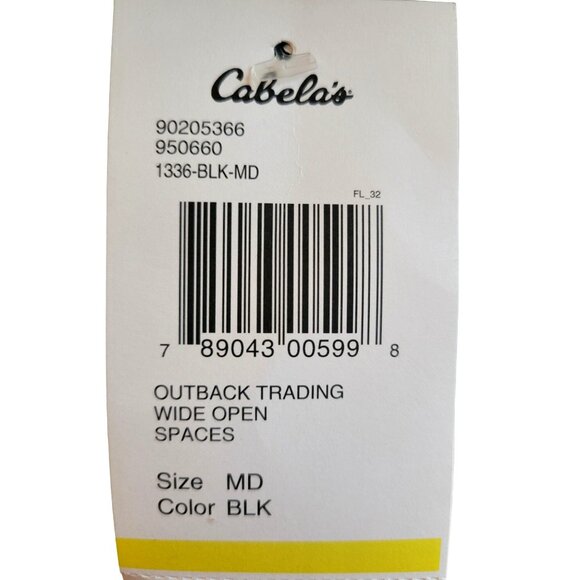 Cabela's
90205366
950660
1336-BLK-MD
FL_32
7 89043 00599 8
OUTBACK TRADING
WIDE OPEN
SPACES
Size MD
Color BLK